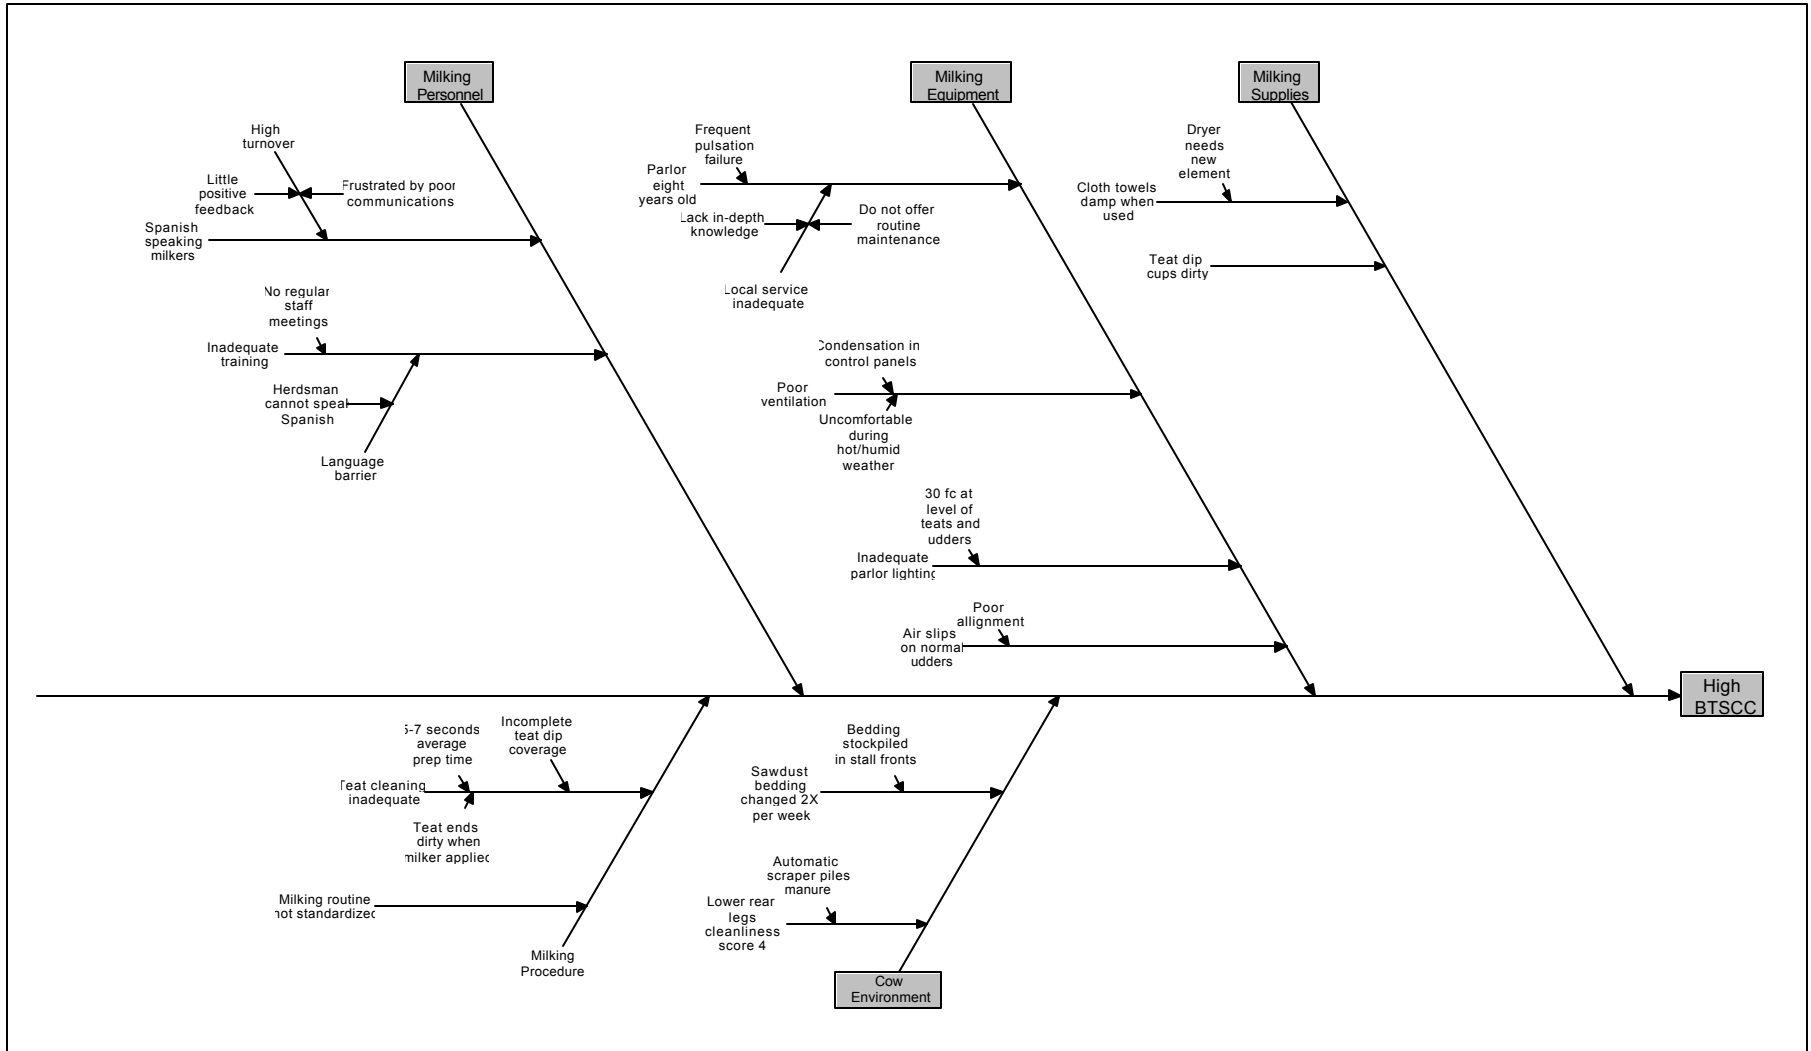 Milking
Personnel
High
turnover
Little
positive
feedback
Frustrated by poor
communications
Spanish
speaking
milkers
No regular
staff
meetings
Inadequate
training
Herdsman
cannot speak
Spanish
Language
barrier
Milking
Equipment
Frequent
pulsation
failure
Parlor
eight
years old
Lack in-depth
knowledge
Do not offer
routine
maintenance
Local service
inadequate
Condensation in
control panels
Poor
ventilation
Uncomfortable
during
hot/humid
weather
30 fc at
level of
teats and
udders
Inadequate
parlor lighting
Poor
allignment
Air slips
on normal
udders
Milking
Supplies
Dryer
needs
new
element
Cloth towels
damp when
used
Teat dip
cups dirty
High
BTSCC
5-7 seconds
average
prep time
Incomplete
teat dip
coverage
Teat cleaning
inadequate
Teat ends
dirty when
milker applied
Milking routine
not standardized
Milking
Procedure
Bedding
stockpiled
in stall fronts
Sawdust
bedding
changed 2X
per week
Automatic
scraper piles
manure
Lower rear
legs
cleanliness
score 4
Cow
Environment